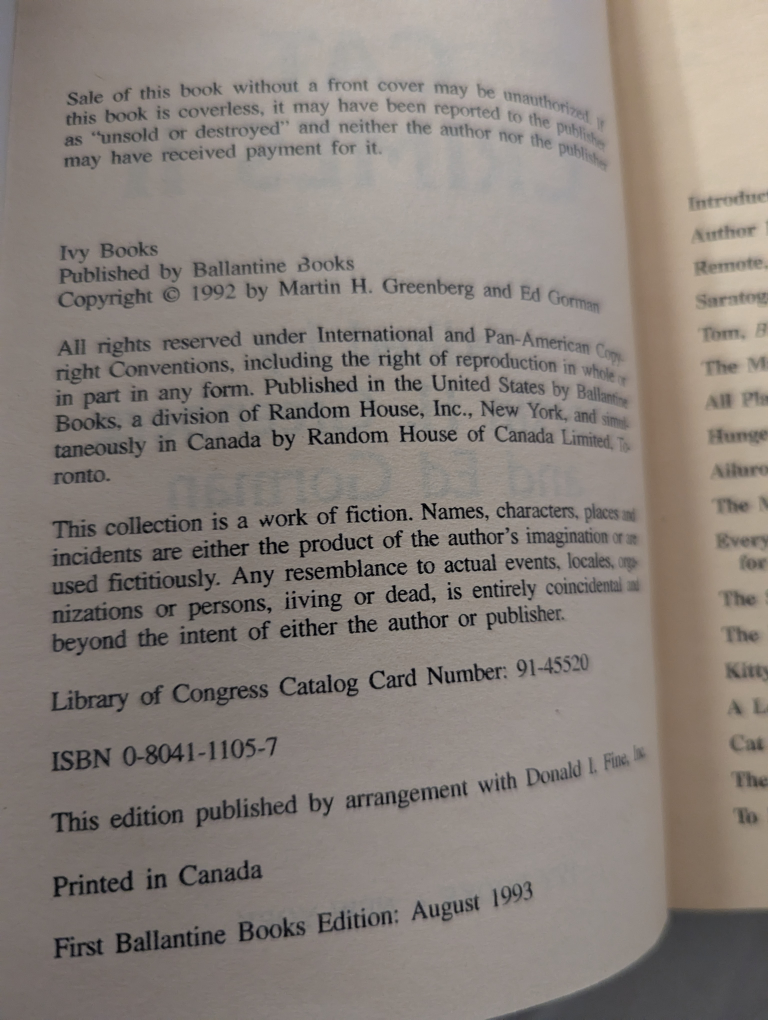 Sale of this book without a front cover may be unauthorized. If
this book is coverless, it may have been reported to the publisher
as “unsold or destroyed” and neither the author nor the publisher
may have received payment for it.
Ivy Books
Published by Ballantine Books
Copyright © 1992 by Martin H. Greenberg and Ed Gorman
All rights reserved under International and Pan-American Copy-
right Conventions, including the right of reproduction in whole or
in part in any form. Published in the United States by Ballantine
Books, a division of Random House, Inc., New York, and simul-
taneously in Canada by Random House of Canada Limited, To-
ronto.
This collection is a work of fiction. Names, characters, places and
incidents are either the product of the author's imagination or are
used fictitiously. Any resemblance to actual events, locales, orga-
nizations or persons, living or dead, is entirely coincidental and
beyond the intent of either the author or publisher.
Library of Congress Catalog Card Number: 91-45520
ISBN 0-8041-1105-7
This edition published by arrangement with Donald I. Fine, Inc.
Printed in Canada
First Ballantine Books Edition: August 1993
Introduc
Author
Remote,
Saratog
Tom,
The M
All Pla
Hunge
Ailuro
The
Every
for
The
The
Kitty
A L
Cat
The
To